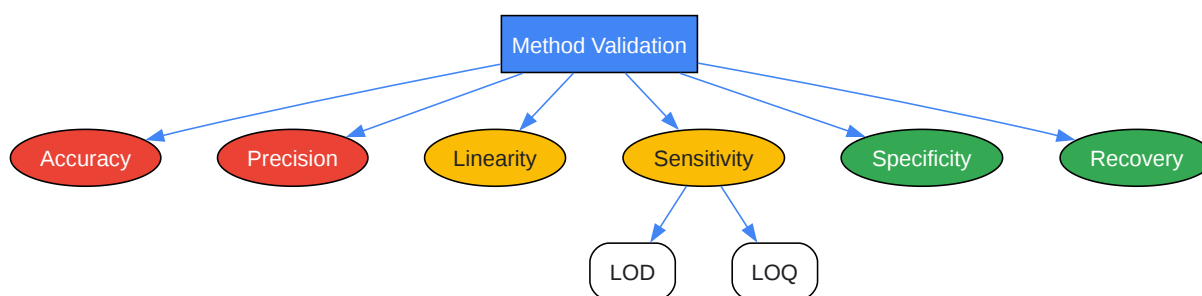 Method Validation
Accuracy
Precision
Linearity
Sensitivity
Specificity
Recovery
LOD
LOQ